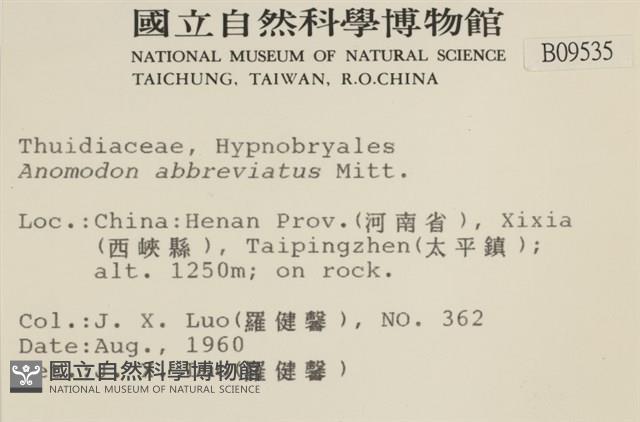 國立自然科學博物館
NATIONAL MUSEUM OF NATURAL SCIENCE
TAICHUNG, TAIWAN, R.O.CHINA
B09535
Thuidiaceae, Hypnobryales
Anomodon abbreviatus Mitt.
Loc.:China:Henan Prov.(河南省), Xixia
(西峽縣), Taipingzhen(太平鎮);
alt. 1250m; on rock.
Col.:J. X. Luo(羅健馨), NO. 362
Date:Aug., 1960
(羅健馨)
國立自然科學博物館
NATIONAL MUSEUM OF NATURAL SCIENCE